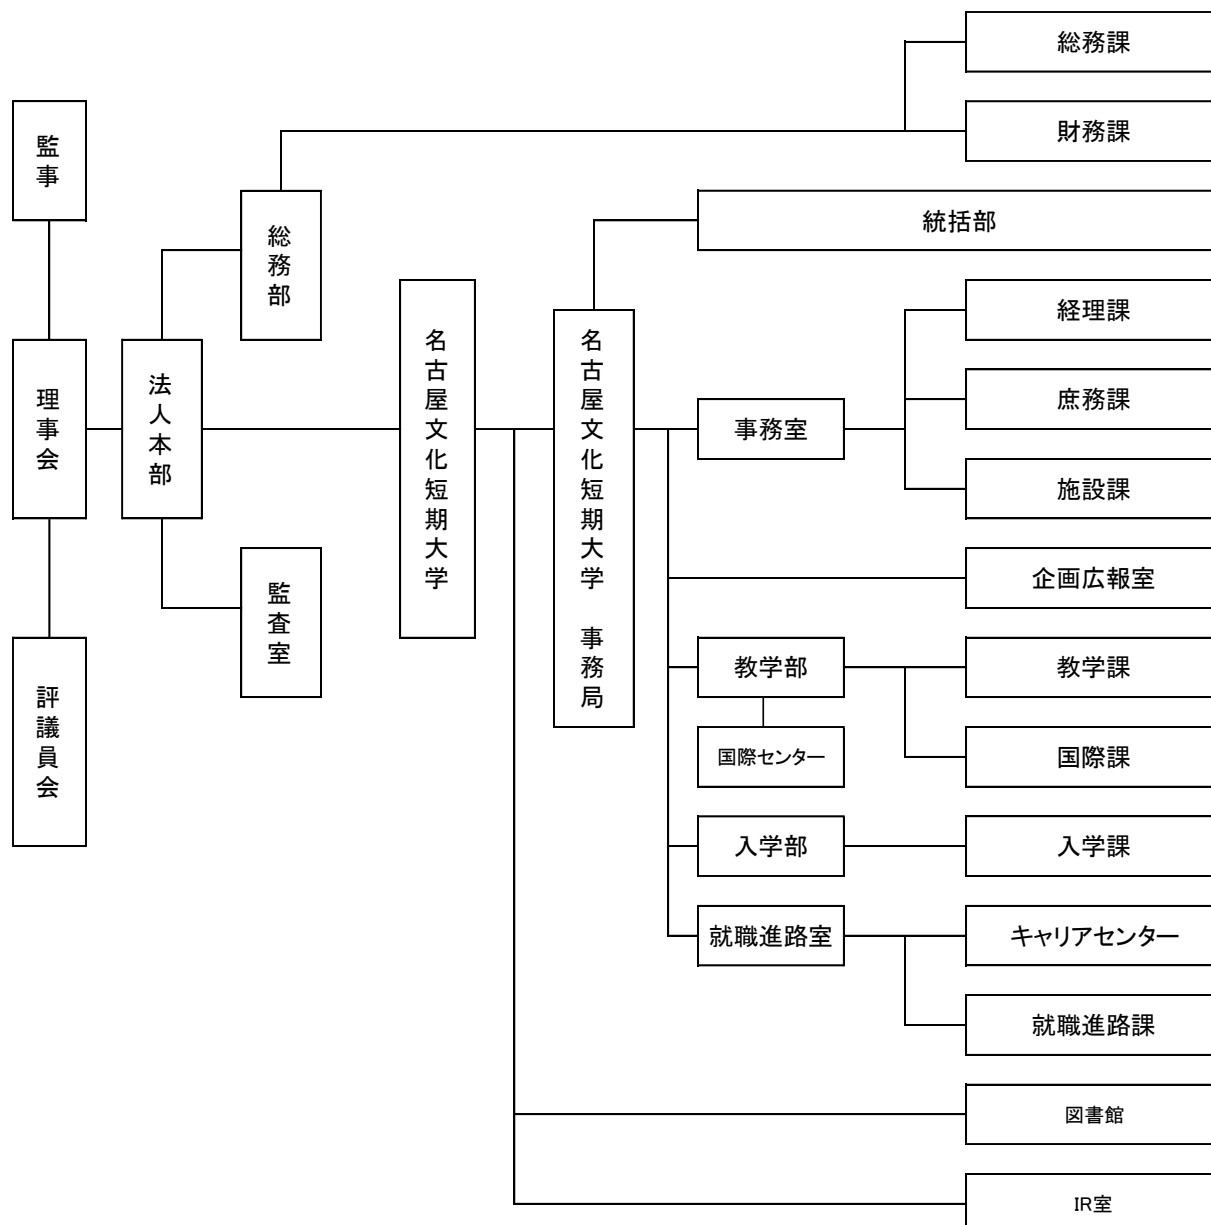 監事
理事会
評議員会
法人本部
総務部
監査室
名古屋文化短期大学
名古屋文化短期大学 事務局
総務課
財務課
統括部
事務室
経理課
庶務課
施設課
企画広報室
教学部
国際センター
教学課
国際課
入学部
入学課
就職進路室
キャリアセンター
就職進路課
図書館
IR室